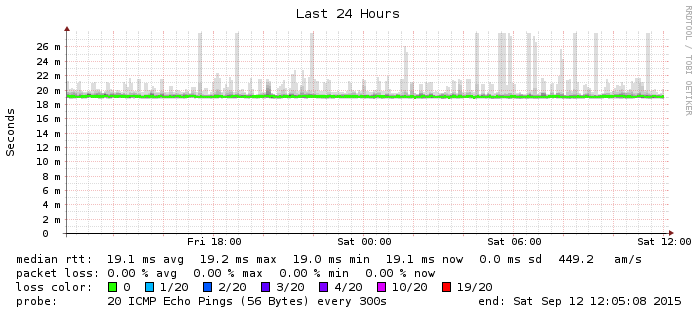 Last 24 Hours
RRDTOOL / TOBI OETIKER
Seconds
26 m
24 m
22 m
20 m
18 m
16 m
14 m
12 m
10 m
8 m
6 m
4 m
2 m
0
Fri 18:00 Sat 00:00 Sat 06:00 Sat 12:00
median rtt: 19.1 ms avg 19.2 ms max 19.0 ms min 19.1 ms now 0.0 ms sd 449.2 am/s
packet loss: 0.00 % avg 0.00 % max 0.00 % min 0.00 % now
loss color: 0 1/20 2/20 3/20 4/20 10/20 19/20
probe: 20 ICMP Echo Pings (56 Bytes) every 300s end: Sat Sep 12 12:05:08 2015